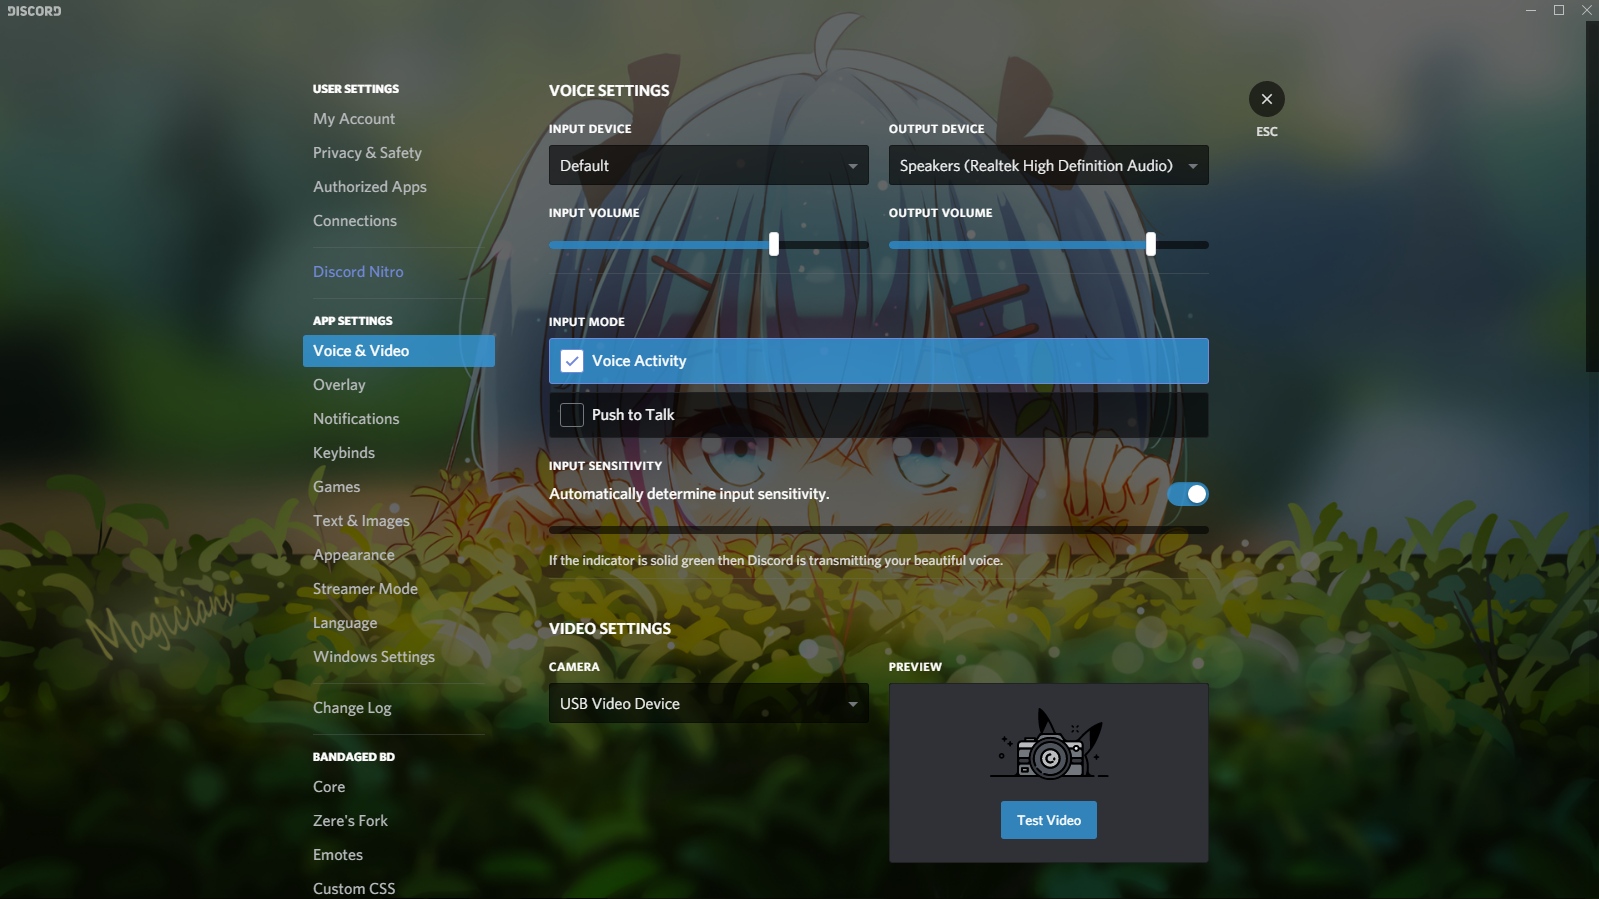 DISCORD
USER SETTINGS
My Account
Privacy & Safety
Authorized Apps
Connections
Discord Nitro
APP SETTINGS
Voice & Video
Overlay
Notifications
Keybinds
Games
Text & Images
Appearance
Streamer Mode
Language
Windows Settings
Change Log
BANDAGED BD
Core
Zere's Fork
Emotes
Custom CSS
VOICE SETTINGS
INPUT DEVICE
Default
OUTPUT DEVICE
Speakers (Realtek High Definition Audio)
INPUT VOLUME
OUTPUT VOLUME
INPUT MODE
Voice Activity
Push to Talk
INPUT SENSITIVITY
Automatically determine input sensitivity.
If the indicator is solid green then Discord is transmitting your beautiful voice.
VIDEO SETTINGS
CAMERA
USB Video Device
PREVIEW
Test Video
ESC
Magicians